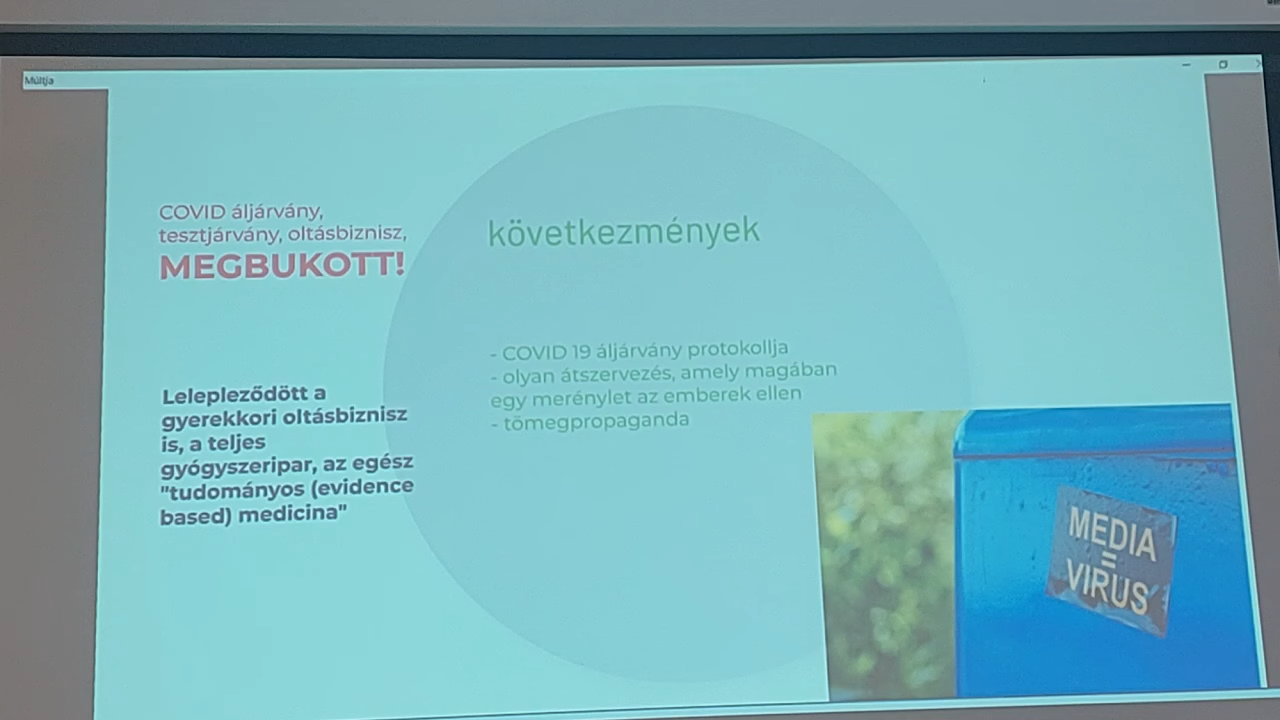 Múltja
COVID áljárvány,
tesztjárvány, oltásbiznisz,
MEGBUKOTT!
Lelepleződött a
gyerekkori oltásbiznisz
is, a teljes
gyógyszeripar, az egész
"tudományos (evidence
based) medicina"
következmények
- COVID 19 áljárvány protokollja
- olyan átszervezés, amely magában
egy merénylet az emberek ellen
- tömegpropaganda
MEDIA
=
VIRUS